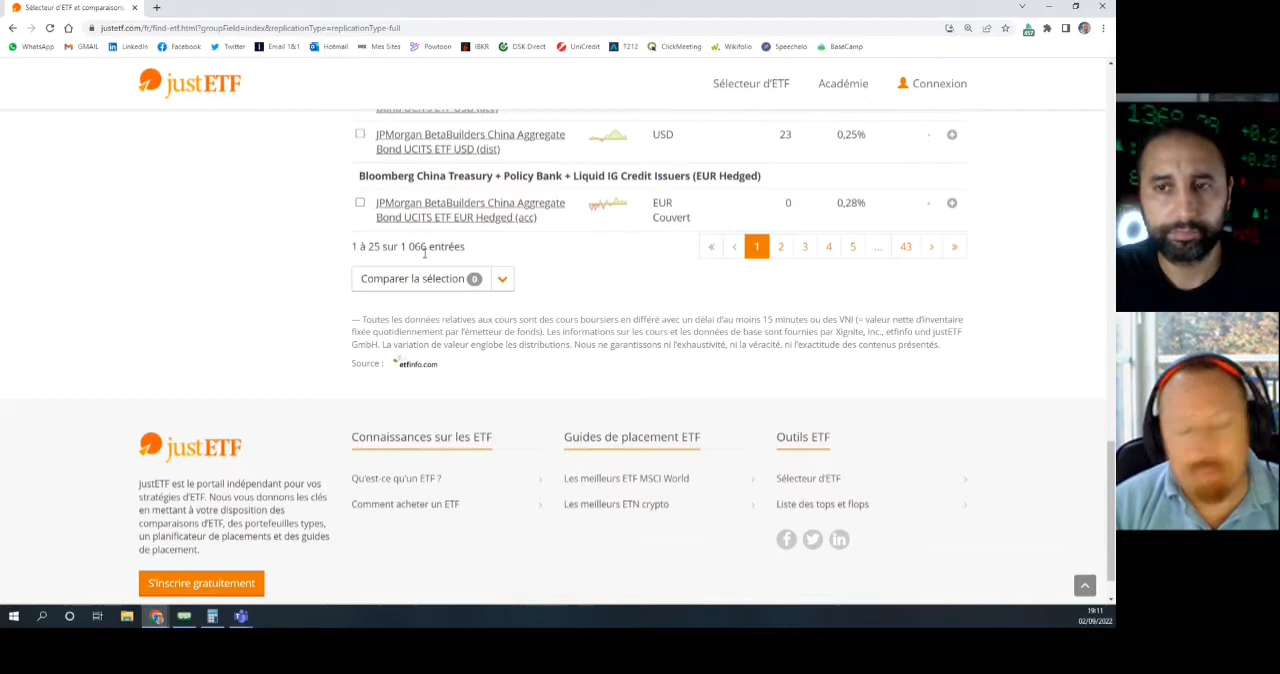 Sélecteur d'ETF et comparaisons
justetf.com/fr/find-etf.html?groupField=index&replicationType=replicationType-full
457
WhatsApp GMAIL LinkedIn Facebook Twitter Email 1&1 Hotmail Mes Sites Powtoon IBKR DSK Direct UniCredit T212 ClickMeeting Wikifolio Speechelo BaseCamp
justETF Sélecteur d'ETF Académie Connexion
Bond UCITS ETF USD (acc)
JPMorgan BetaBuilders China Aggregate USD 23 0,25% -
Bond UCITS ETF USD (dist)
Bloomberg China Treasury + Policy Bank + Liquid IG Credit Issuers (EUR Hedged)
JPMorgan BetaBuilders China Aggregate EUR 0 0,28% -
Bond UCITS ETF EUR Hedged (acc) Couvert
1 à 25 sur 1 066 entrées « ‹ 1 2 3 4 5 ... 43 › »
Comparer la sélection 0
— Toutes les données relatives aux cours sont des cours boursiers en différé avec un délai d'au moins 15 minutes ou des VNI (= valeur nette d'inventaire
fixée quotidiennement par l'émetteur de fonds). Les informations sur les cours et les données de base sont fournies par Xignite, Inc., etfinfo und justETF
GmbH. La variation de valeur englobe les distributions. Nous ne garantissons ni l'exhaustivité, ni la véracité, ni l'exactitude des contenus présentés.
Source : etfinfo.com
justETF
justETF est le portail indépendant pour vos
stratégies d'ETF. Nous vous donnons les clés
en mettant à votre disposition des
comparaisons d'ETF, des portefeuilles types,
un planificateur de placements et des guides
de placement.
S'inscrire gratuitement
Connaissances sur les ETF
Qu'est-ce qu'un ETF ?
Comment acheter un ETF
Guides de placement ETF
Les meilleurs ETF MSCI World
Les meilleurs ETN crypto
Outils ETF
Sélecteur d'ETF
Liste des tops et flops
19:11
02/09/2022